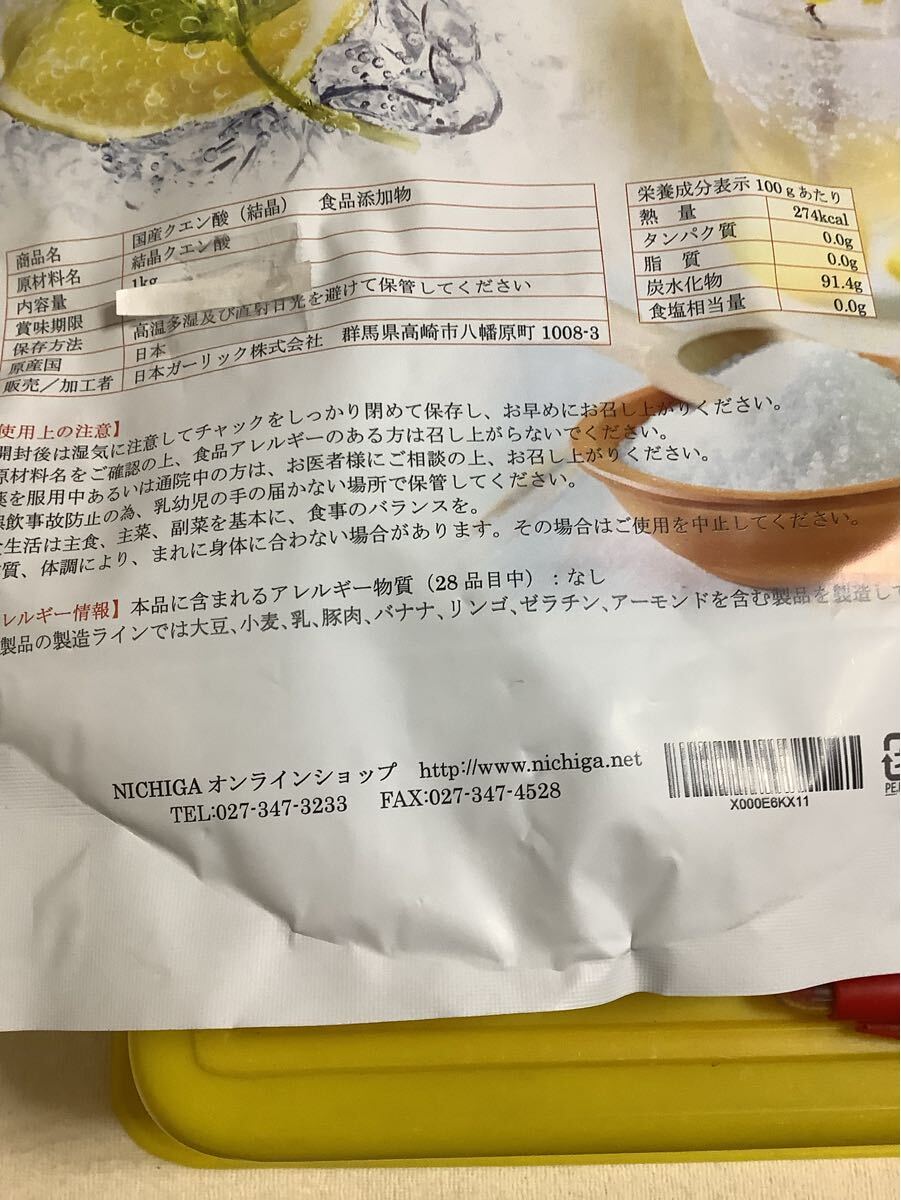 商品名 国産クエン酸（結晶） 食品添加物
原材料名 結晶クエン酸
内容量 1kg
賞味期限
保存方法 高温多湿及び直射日光を避けて保管してください
原産国 日本
販売／加工者 日本ガーリック株式会社 群馬県高崎市八幡原町 1008-3
栄養成分表示 100gあたり
熱 量 274kcal
タンパク質 0.0g
脂 質 0.0g
炭水化物 91.4g
食塩相当量 0.0g
使用上の注意】
開封後は湿気に注意してチャックをしっかり閉めて保存し、お早めにお召し上がりください。
原材料名をご確認の上、食品アレルギーのある方は召し上がらないでください。
薬を服用中あるいは通院中の方は、お医者様にご相談の上、お召し上がりください。
誤飲事故防止の為、乳幼児の手の届かない場所で保管してください。
食生活は主食、主菜、副菜を基本に、食事のバランスを。
質、体調により、まれに身体に合わない場合があります。その場合はご使用を中止してください。
レルギー情報】本品に含まれるアレルギー物質（28品目中）：なし
製品の製造ラインでは大豆、小麦、乳、豚肉、バナナ、リンゴ、ゼラチン、アーモンドを含む製品を製造して
NICHIGA オンラインショップ http://www.nichiga.net
TEL:027-347-3233 FAX:027-347-4528
X000E6KX11